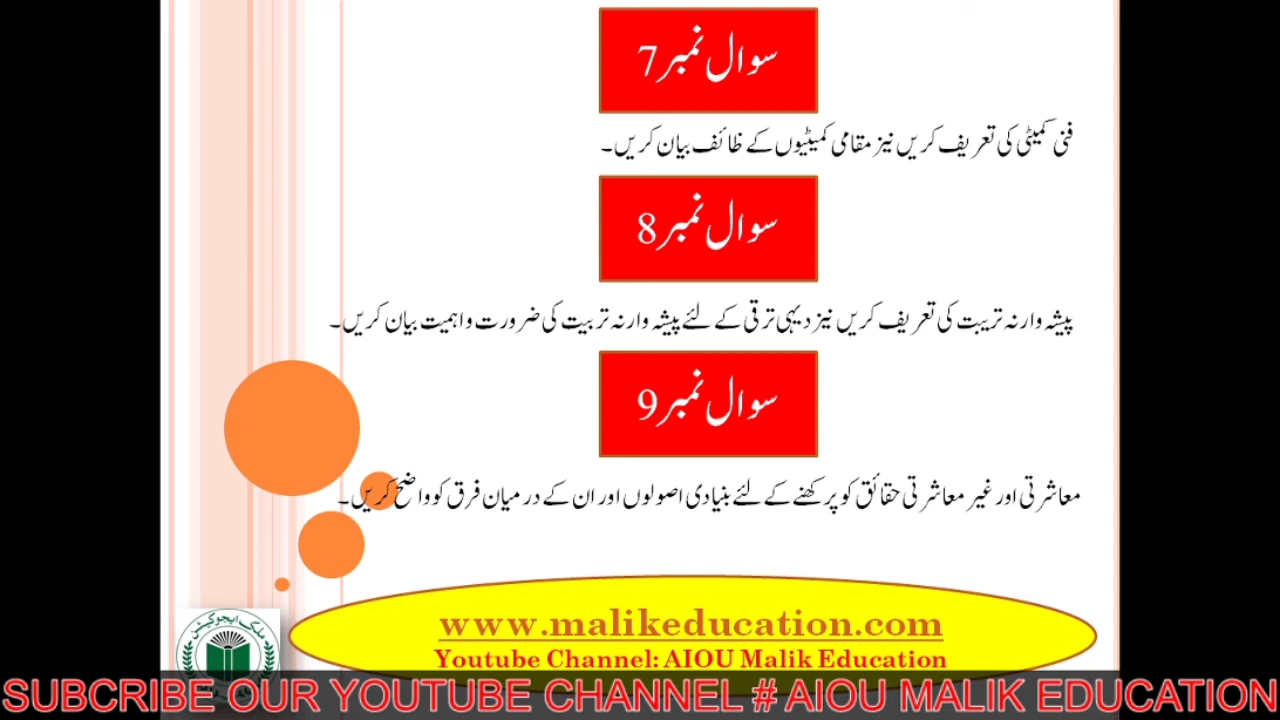 سوال نمبر 7
فنی کمیٹی کی تعریف کریں نیز مقامی کمیٹیوں کے ظائف بیان کریں۔
سوال نمبر 8
پیشہ وارنہ تریبت کی تعریف کریں نیز دیہی ترقی کے لئے پیشہ وارنہ تربیت کی ضرورت و اہمیت بیان کریں۔
سوال نمبر 9
معاشرتی اور غیر معاشرتی حقائق کو پرکھنے کے لئے بنیادی اصولوں اور ان کے درمیان فرق کو واضح کریں۔
ملک ایجوکیشن
www.malikeducation.com
Youtube Channel: AIOU Malik Education
SUBCRIBE OUR YOUTUBE CHANNEL # AIOU MALIK EDUCATION